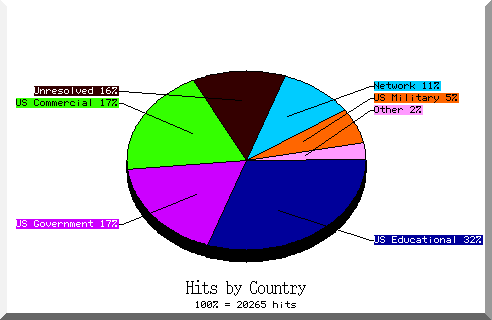 Network 11%
Unresolved 16%
US Military 5%
US Commercial 17%
Other 2%
US Government 17%
US Educational 32%
Hits by Country
100% = 20265 hits